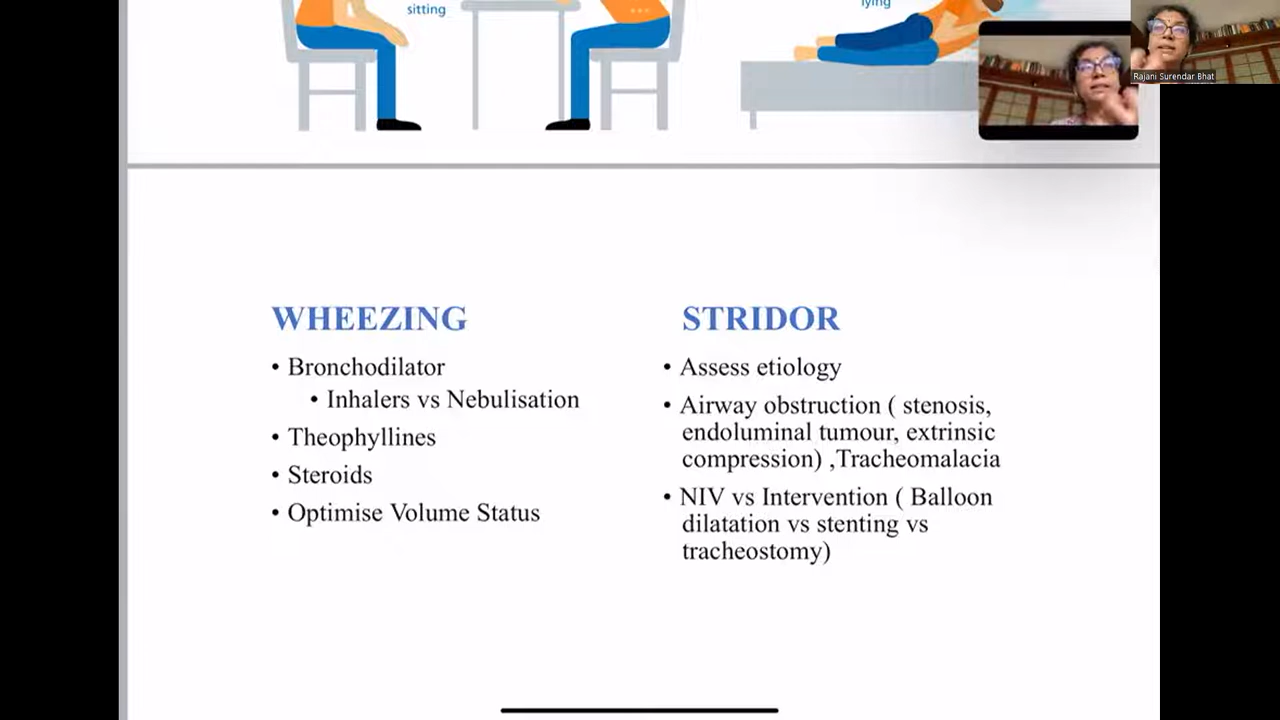 sitting
lying
Rajani Surendar Bhat
WHEEZING
• Bronchodilator
• Inhalers vs Nebulisation
• Theophyllines
• Steroids
• Optimise Volume Status
STRIDOR
• Assess etiology
• Airway obstruction ( stenosis,
endoluminal tumour, extrinsic
compression) ,Tracheomalacia
• NIV vs Intervention ( Balloon
dilatation vs stenting vs
tracheostomy)